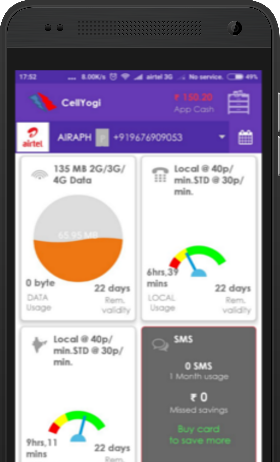 17:52 ... 8.00K/s airtel 3G No service. 49%
CellYogi
₹ 150.20
App Cash
airtel
AIRAPH P +919676909053
135 MB 2G/3G/
4G Data
65.95 MB
0 byte
DATA
Usage
22 days
Rem.
validity
Local @ 40p/
min.STD @ 30p/
min.
6hrs,39
mins
LOCAL
Usage
22 days
Rem.
validity
Local @ 40p/
min.STD @ 30p/
min.
9hrs,11
mins
22 days
Rem.
SMS
0 SMS
1 Month usage
₹ 0
Missed savings
Buy card
to save more